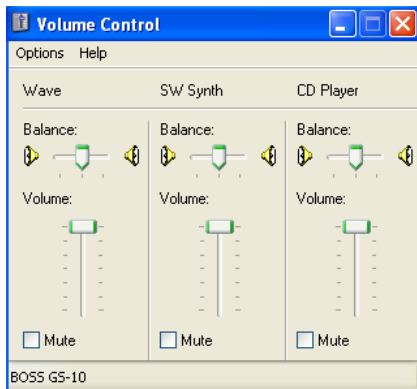 Volume Control
Options Help
Wave SW Synth CD Player
Balance: Balance: Balance:
Volume: Volume: Volume:
Mute Mute Mute
BOSS GS-10